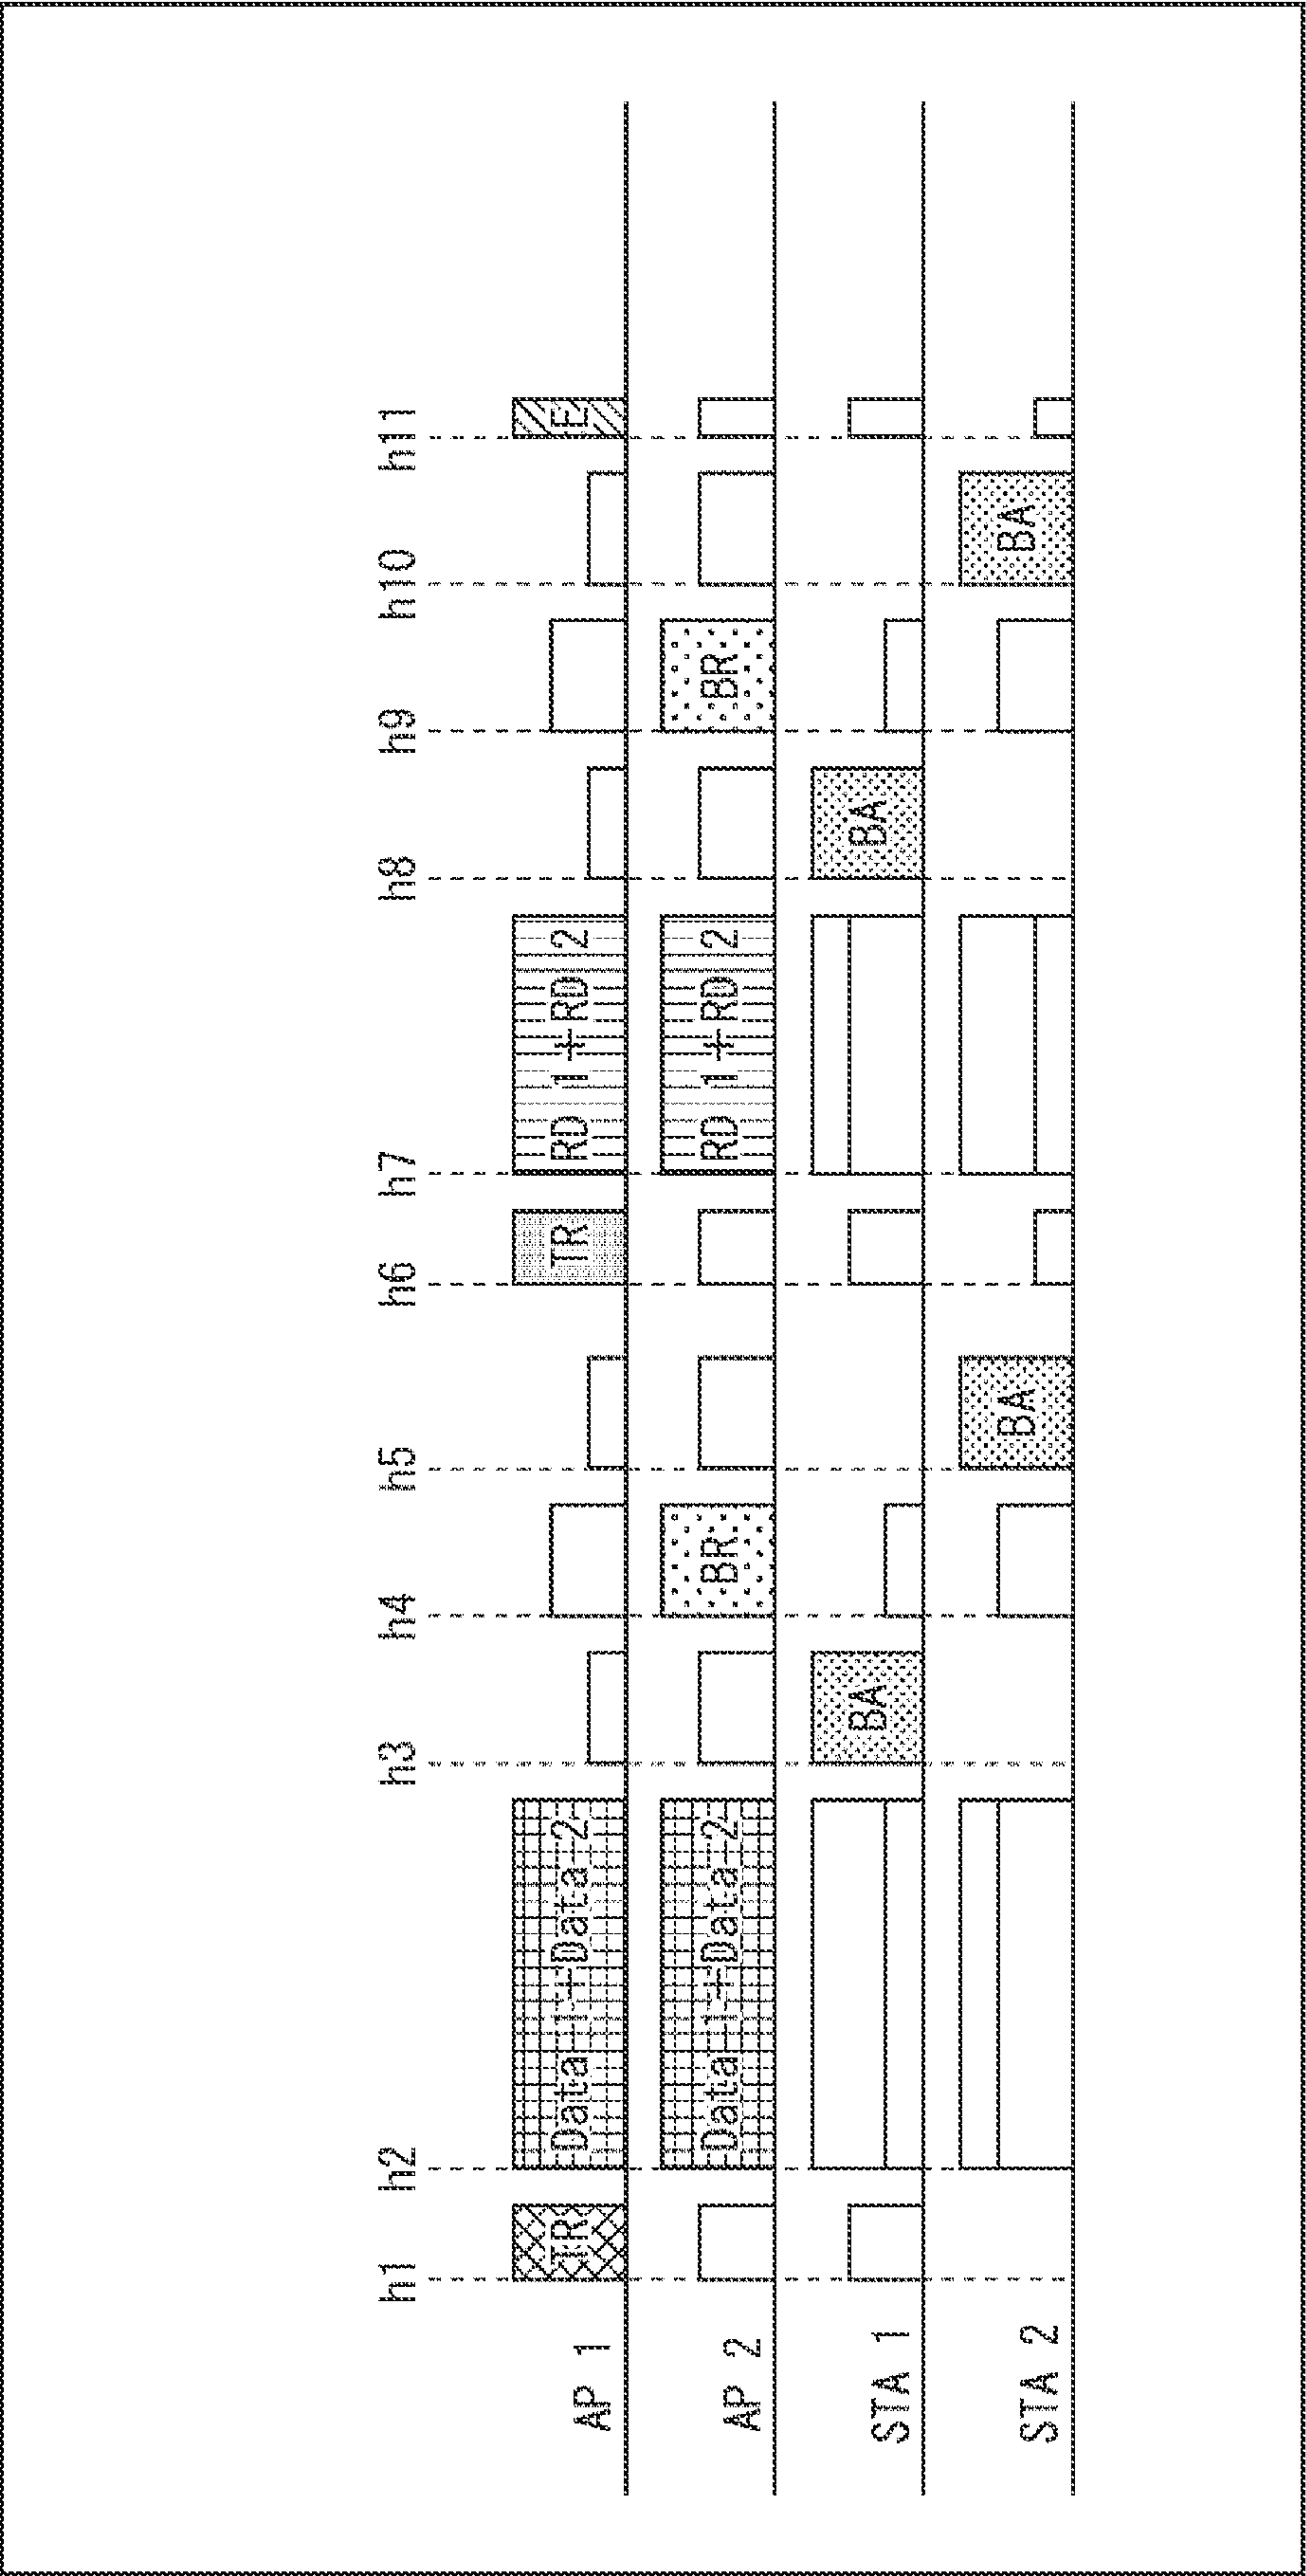 h1 h2 h3 h4 h5 h6 h7 h8 h9 h10 h11
AP 1 TR Data 1+Data 2 TR RD 1+RD 2 E
AP 2 Data 1+Data 2 BR RD 1+RD 2 BR
STA 1 BA BA
STA 2 BA BA